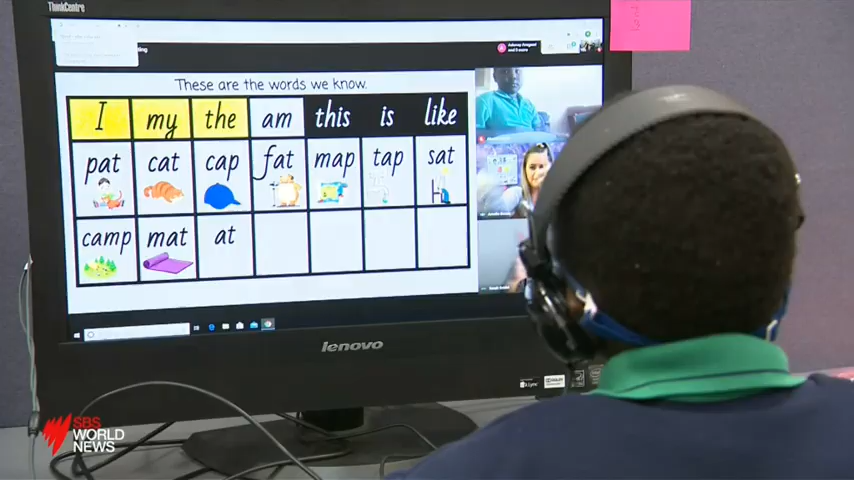 ThinkCentre
These are the words we know.
I my the am this is like
pat cat cap fat map tap sat
camp mat at
lenovo
SBS
WORLD
NEWS